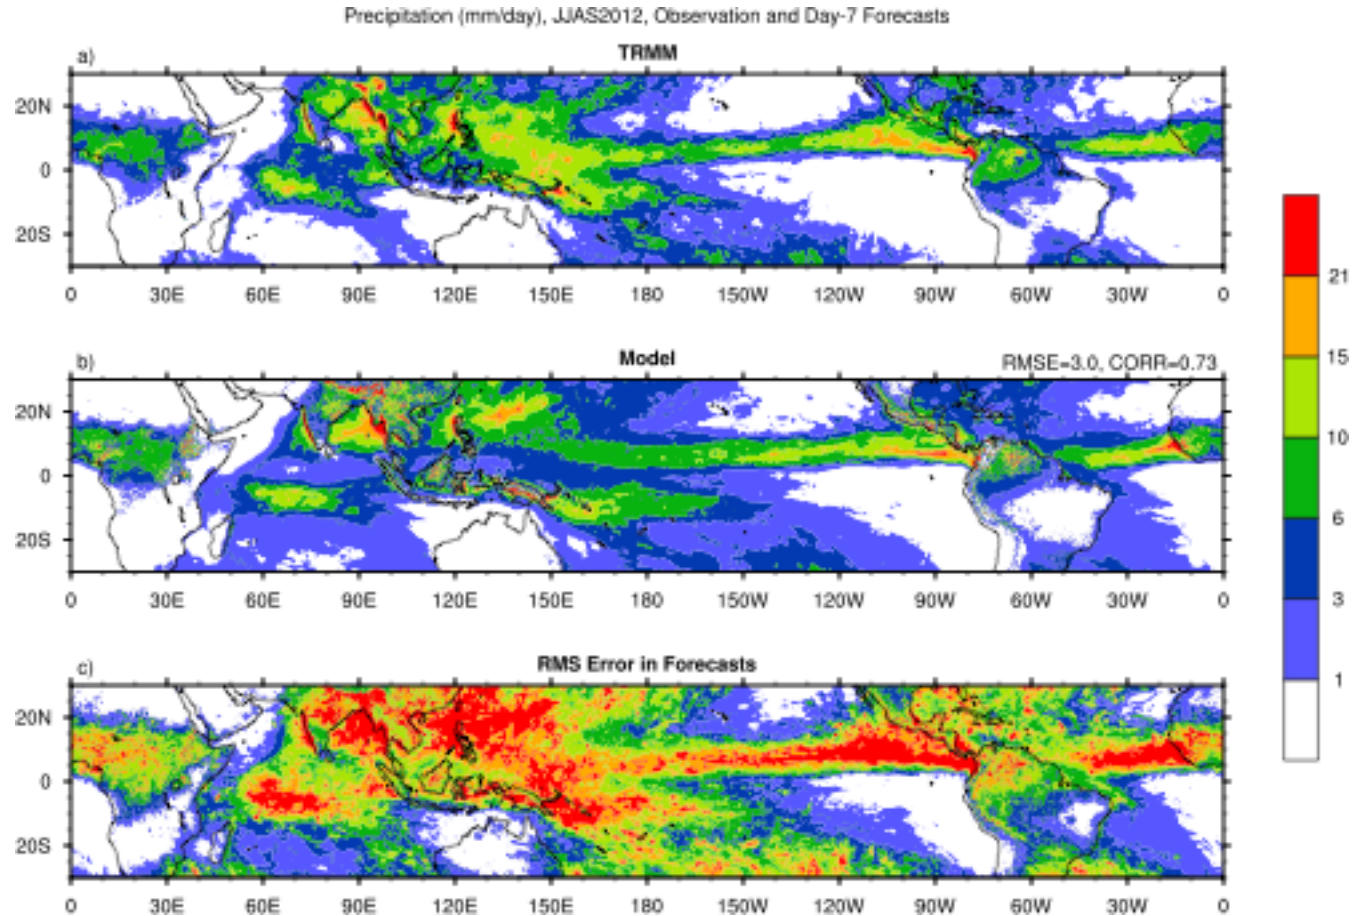 Precipitation (mm/day), JJAS2012, Observation and Day-7 Forecasts
a)
TRMM
20N
0
20S
0 30E 60E 90E 120E 150E 180 150W 120W 90W 60W 30W 0
b)
Model
RMSE=3.0, CORR=0.73
20N
0
20S
0 30E 60E 90E 120E 150E 180 150W 120W 90W 60W 30W 0
c)
RMS Error in Forecasts
20N
0
20S
0 30E 60E 90E 120E 150E 180 150W 120W 90W 60W 30W 0
21
15
10
6
3
1